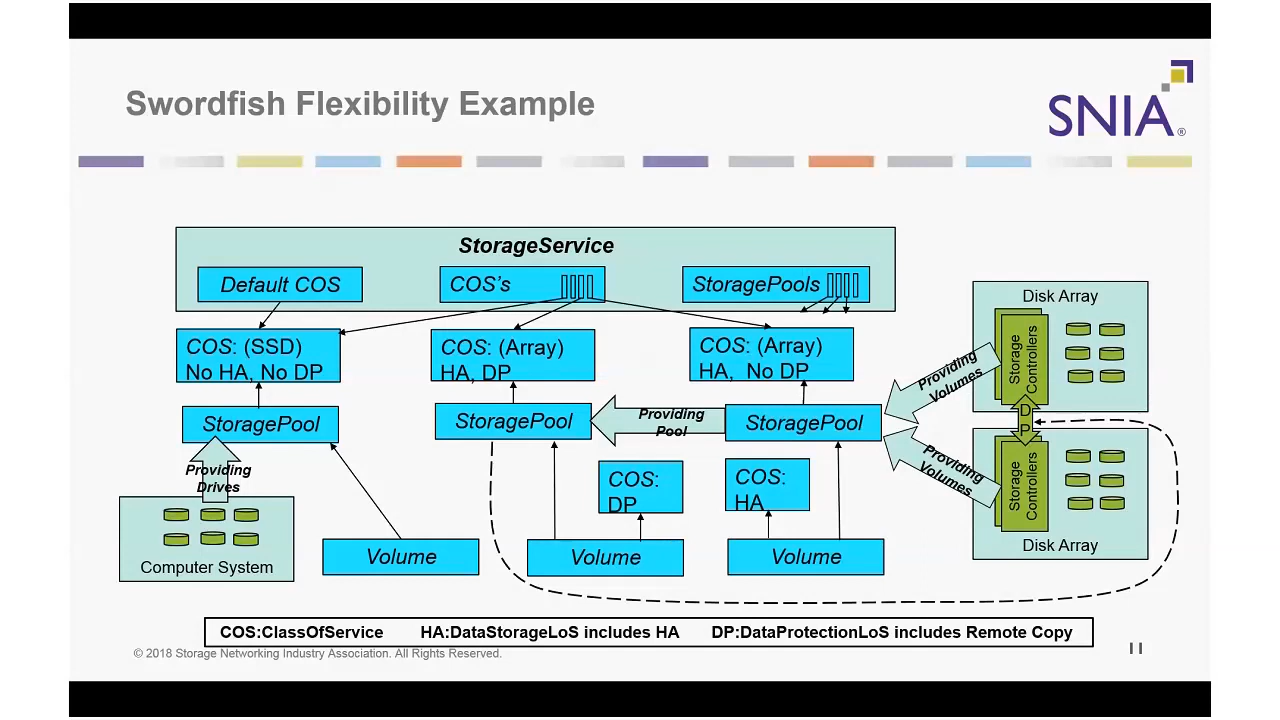 Swordfish Flexibility Example
SNIA®
StorageService
Default COS
COS's
StoragePools
COS: (SSD)
No HA, No DP
COS: (Array)
HA, DP
COS: (Array)
HA, No DP
StoragePool
StoragePool
Providing
Pool
StoragePool
Providing
Drives
Computer System
Volume
COS:
DP
Volume
COS:
HA
Volume
Providing
Volumes
Providing
Volumes
Disk Array
Storage
Controllers
D
P
Storage
Controllers
Disk Array
COS:ClassOfService HA:DataStorageLoS includes HA DP:DataProtectionLoS includes Remote Copy
© 2018 Storage Networking Industry Association. All Rights Reserved.
11